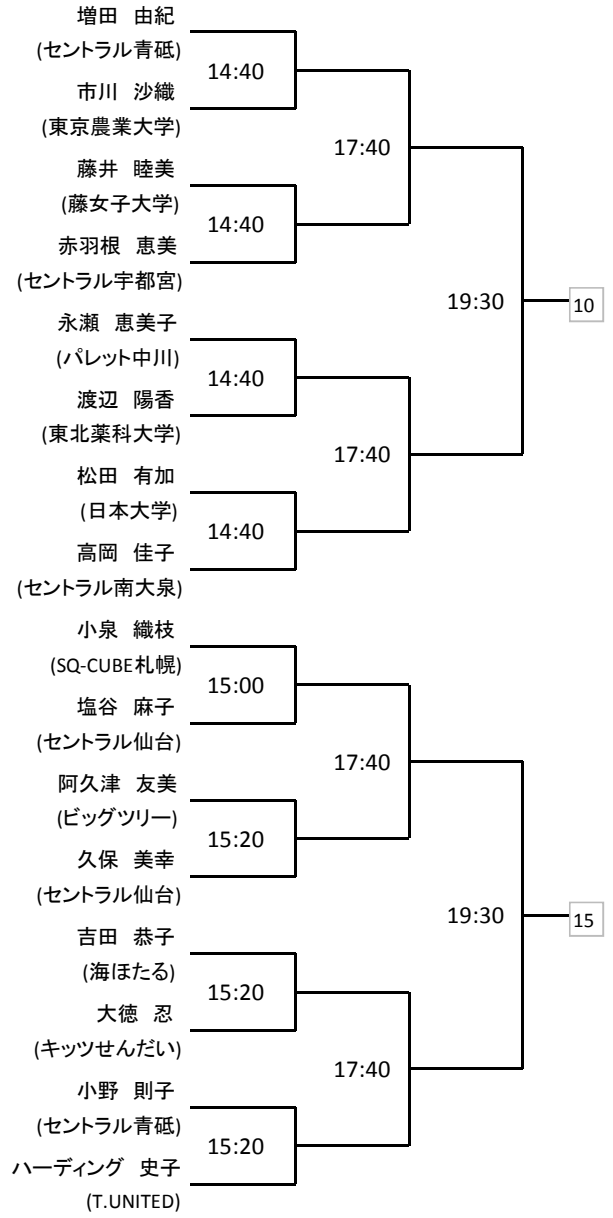 増田　由紀
(セントラル青砥)
14:40
市川　沙織
(東京農業大学)
17:40
藤井　睦美
(藤女子大学)
14:40
赤羽根　恵美
(セントラル宇都宮)
19:30
10
永瀬　恵美子
(パレット中川)
14:40
渡辺　陽香
(東北薬科大学)
17:40
松田　有加
(日本大学)
14:40
高岡　佳子
(セントラル南大泉)
小泉　織枝
(SQ-CUBE札幌)
15:00
塩谷　麻子
(セントラル仙台)
17:40
阿久津　友美
(ビッグツリー)
15:20
久保　美幸
(セントラル仙台)
19:30
15
吉田　恭子
(海ほたる)
15:20
大徳　忍
(キッツせんだい)
17:40
小野　則子
(セントラル青砥)
15:20
ハーディング　史子
(T.UNITED)